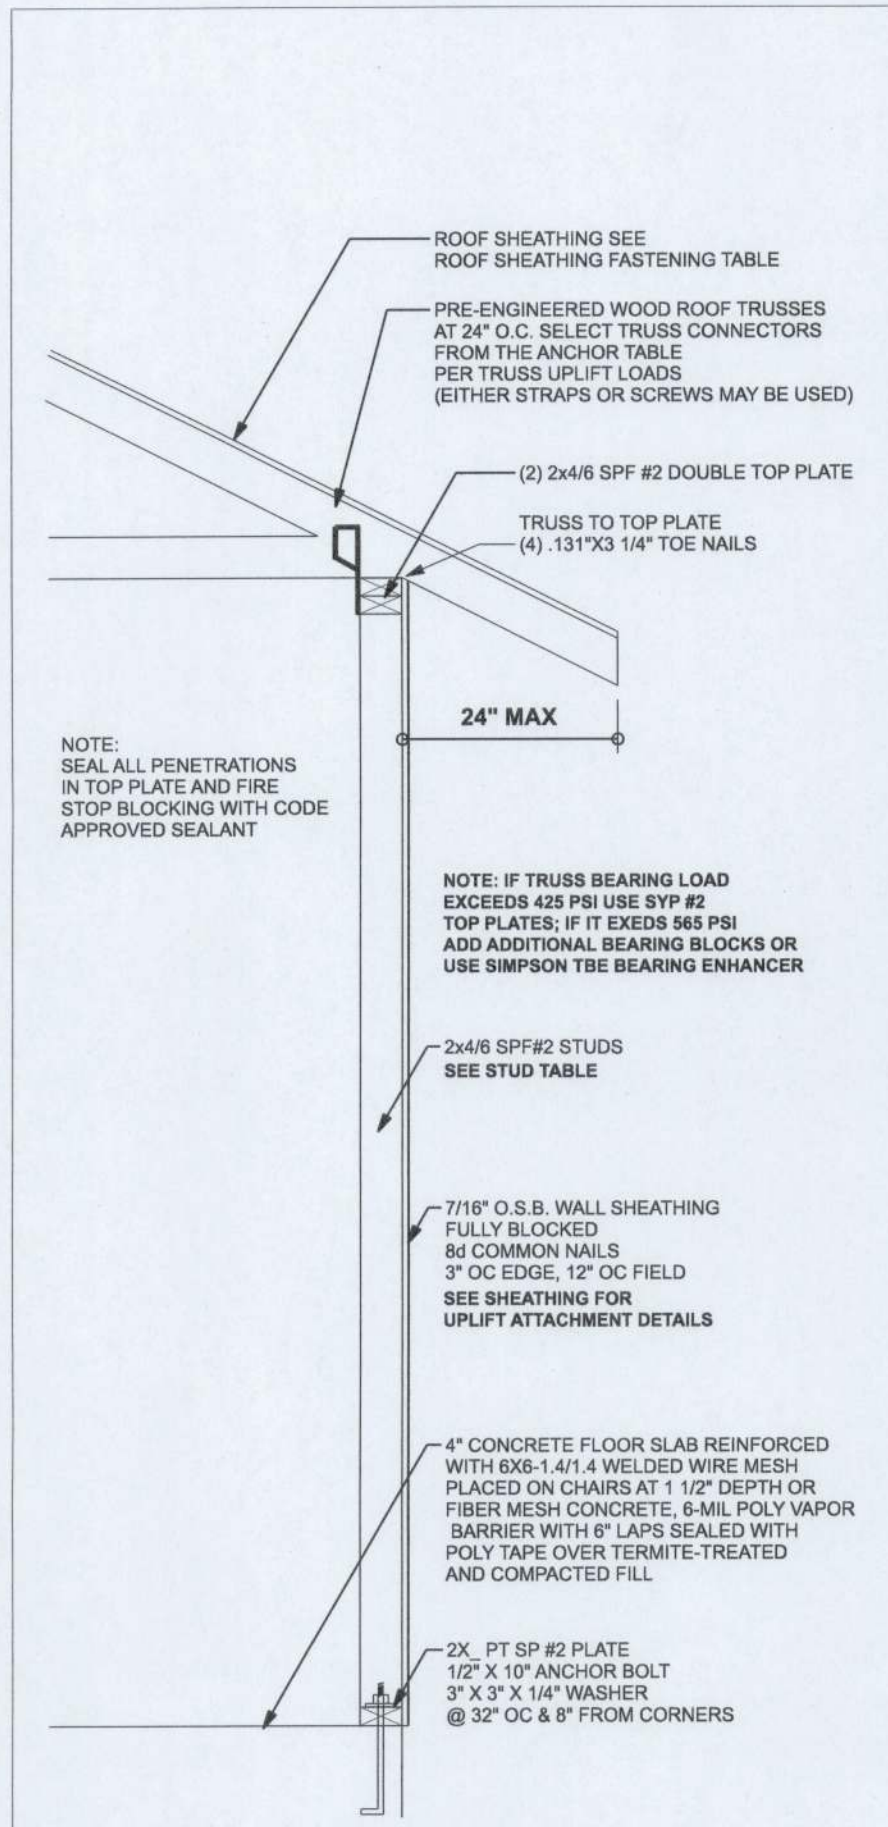 ROOF SHEATHING SEE
ROOF SHEATHING FASTENING TABLE
PRE-ENGINEERED WOOD ROOF TRUSSES
AT 24" O.C. SELECT TRUSS CONNECTORS
FROM THE ANCHOR TABLE
PER TRUSS UPLIFT LOADS
(EITHER STRAPS OR SCREWS MAY BE USED)
(2) 2x4/6 SPF #2 DOUBLE TOP PLATE
TRUSS TO TOP PLATE
(4) .131"X3 1/4" TOE NAILS
24" MAX
NOTE:
SEAL ALL PENETRATIONS
IN TOP PLATE AND FIRE
STOP BLOCKING WITH CODE
APPROVED SEALANT
NOTE: IF TRUSS BEARING LOAD
EXCEEDS 425 PSI USE SYP #2
TOP PLATES; IF IT EXEDS 565 PSI
ADD ADDITIONAL BEARING BLOCKS OR
USE SIMPSON TBE BEARING ENHANCER
2x4/6 SPF#2 STUDS
SEE STUD TABLE
7/16" O.S.B. WALL SHEATHING
FULLY BLOCKED
8d COMMON NAILS
3" OC EDGE, 12" OC FIELD
SEE SHEATHING FOR
UPLIFT ATTACHMENT DETAILS
4" CONCRETE FLOOR SLAB REINFORCED
WITH 6X6-1.4/1.4 WELDED WIRE MESH
PLACED ON CHAIRS AT 1 1/2" DEPTH OR
FIBER MESH CONCRETE, 6-MIL POLY VAPOR
BARRIER WITH 6" LAPS SEALED WITH
POLY TAPE OVER TERMITE-TREATED
AND COMPACTED FILL
2X_ PT SP #2 PLATE
1/2" X 10" ANCHOR BOLT
3" X 3" X 1/4" WASHER
@ 32" OC & 8" FROM CORNERS